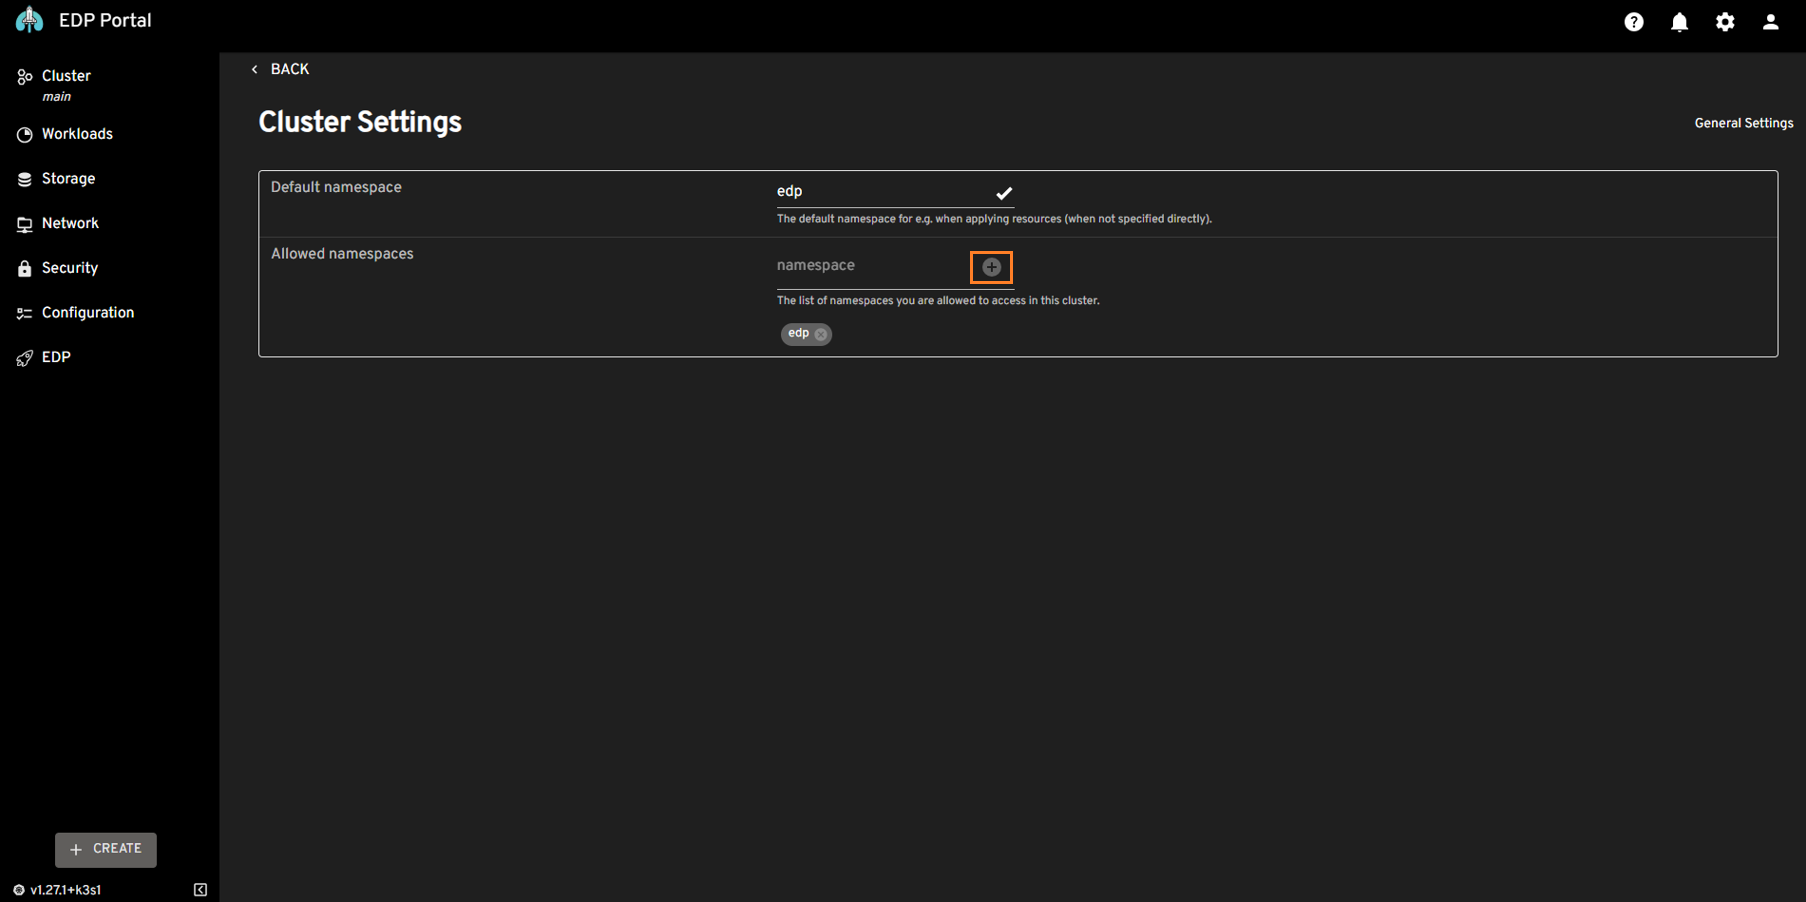 EDP Portal
Cluster
main
Workloads
Storage
Network
Security
Configuration
EDP
CREATE
v1.27.1+k3s1
BACK
Cluster Settings
General Settings
Default namespace
edp
The default namespace for e.g. when applying resources (when not specified directly).
Allowed namespaces
namespace
The list of namespaces you are allowed to access in this cluster.
edp